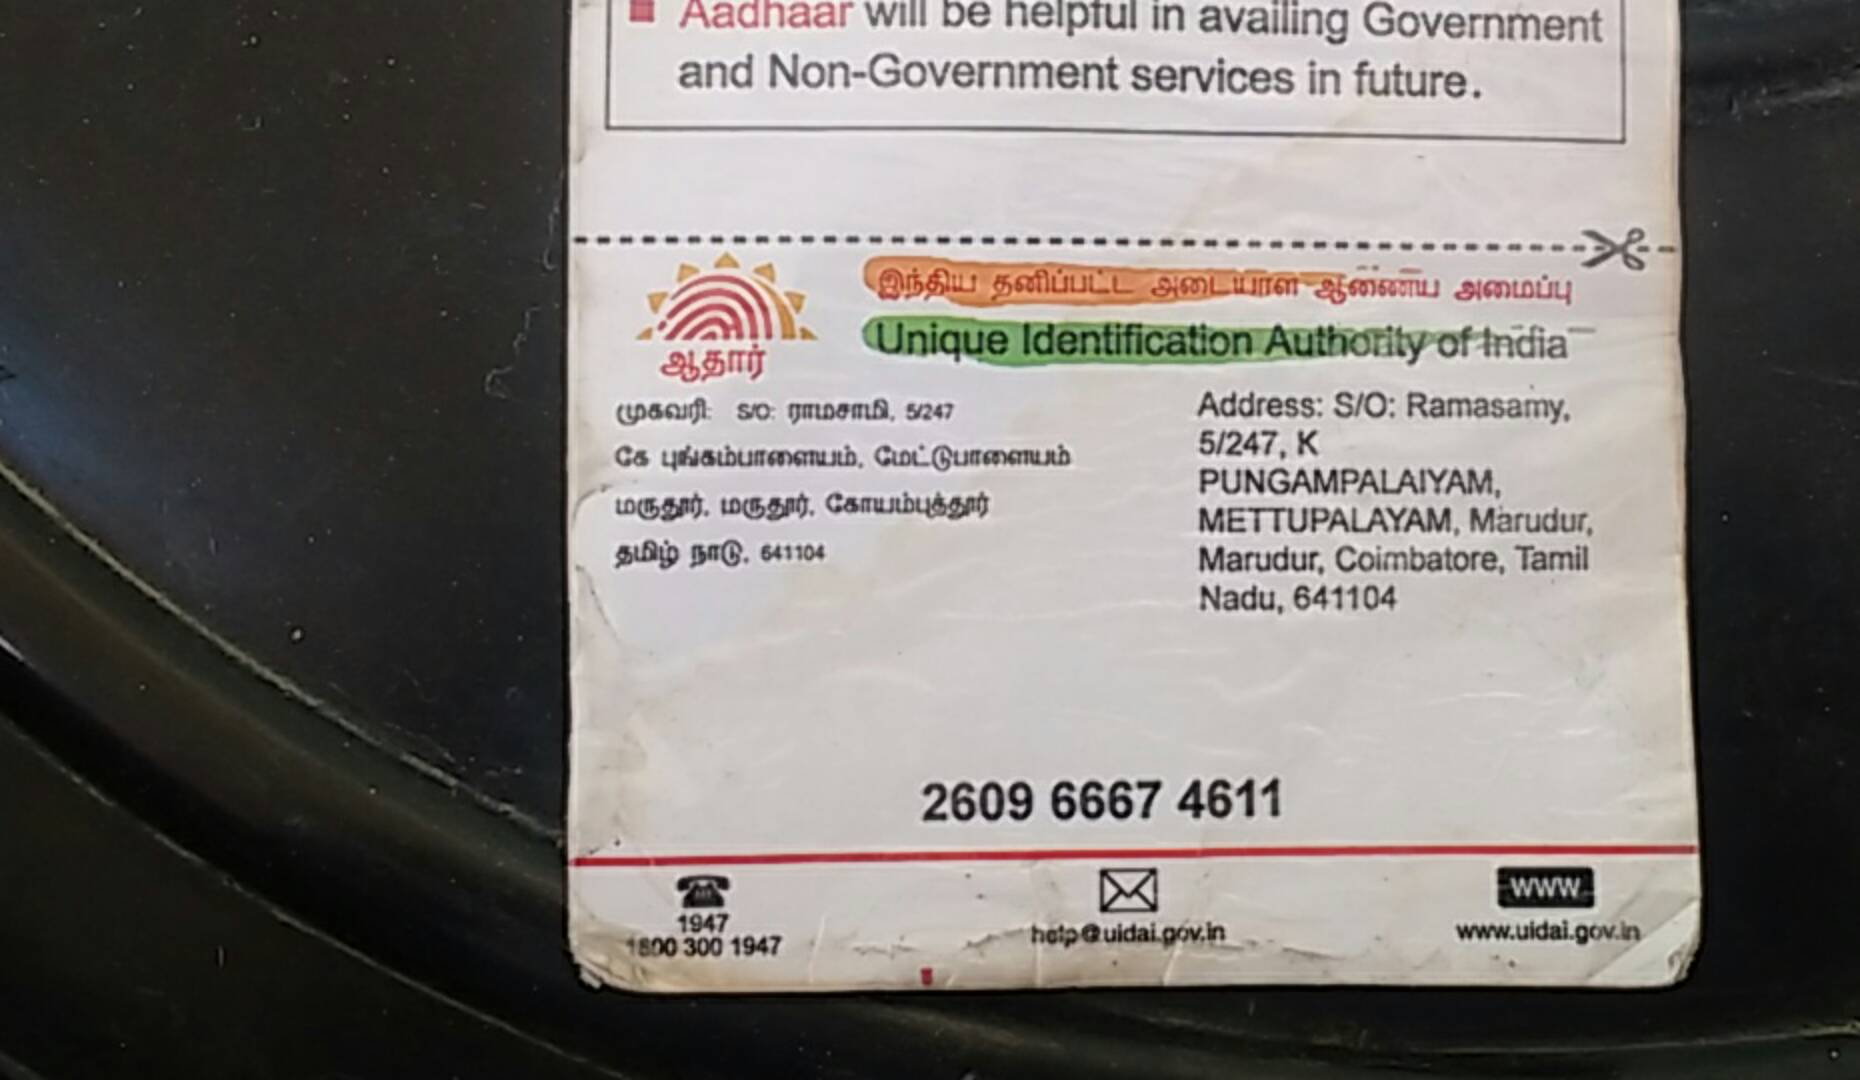 Aadhaar will be helpful in availing Government
and Non-Government services in future.
இந்திய தனிப்பட்ட அடையாள ஆணைய அமைப்பு
Unique Identification Authority of India
ஆதார்
முகவரி: S/O: ராமசாமி, 5/247
கே புங்கம்பாளையம், மேட்டுபாளையம்
மருதூர், மருதூர், கோயம்புத்தூர்
தமிழ் நாடு, 641104
Address: S/O: Ramasamy,
5/247, K
PUNGAMPALAIYAM,
METTUPALAYAM, Marudur,
Marudur, Coimbatore, Tamil
Nadu, 641104
2609 6667 4611
1947
1800 300 1947
help@uidai.gov.in
WWW
www.uidai.gov.in